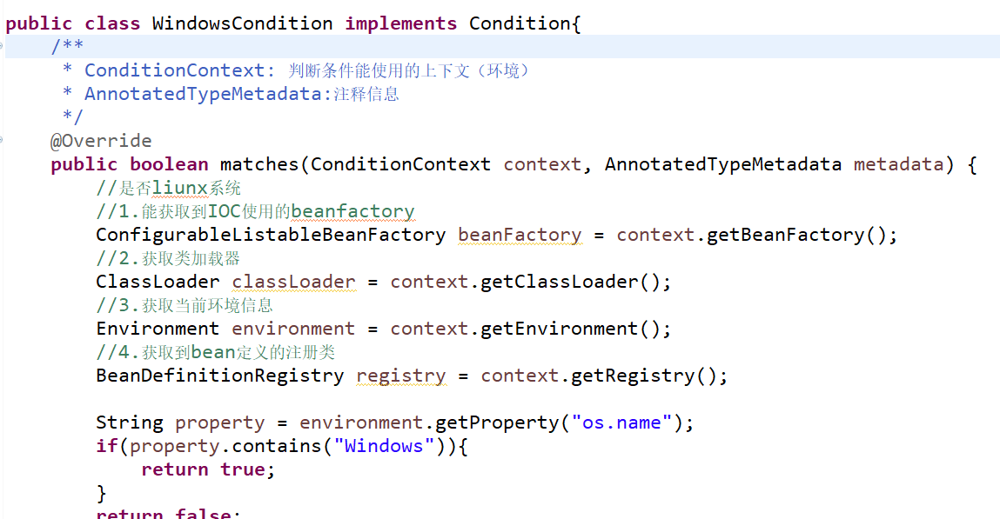 public class WindowsCondition implements Condition{
/**
* ConditionContext: 判断条件能使用的上下文（环境）
* AnnotatedTypeMetadata:注释信息
*/
@Override
public boolean matches(ConditionContext context, AnnotatedTypeMetadata metadata) {
//是否liunx系统
//1.能获取到IOC使用的beanfactory
ConfigurableListableBeanFactory beanFactory = context.getBeanFactory();
//2.获取类加载器
ClassLoader classLoader = context.getClassLoader();
//3.获取当前环境信息
Environment environment = context.getEnvironment();
//4.获取到bean定义的注册类
BeanDefinitionRegistry registry = context.getRegistry();
String property = environment.getProperty("os.name");
if(property.contains("Windows")){
return true;
}
return false;